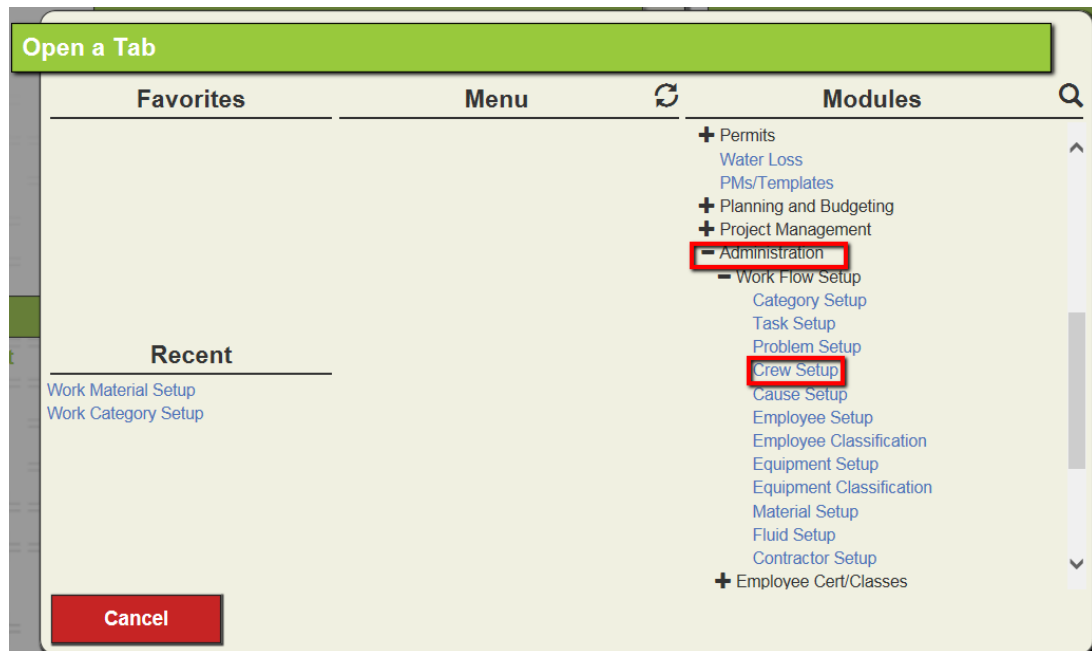 Open a Tab
Favorites
Menu
Modules
Permits
Water Loss
PMs/Templates
Planning and Budgeting
Project Management
Administration
Work Flow Setup
Category Setup
Task Setup
Problem Setup
Crew Setup
Cause Setup
Employee Setup
Employee Classification
Equipment Setup
Equipment Classification
Material Setup
Fluid Setup
Contractor Setup
Employee Cert/Classes
Recent
Work Material Setup
Work Category Setup
Cancel